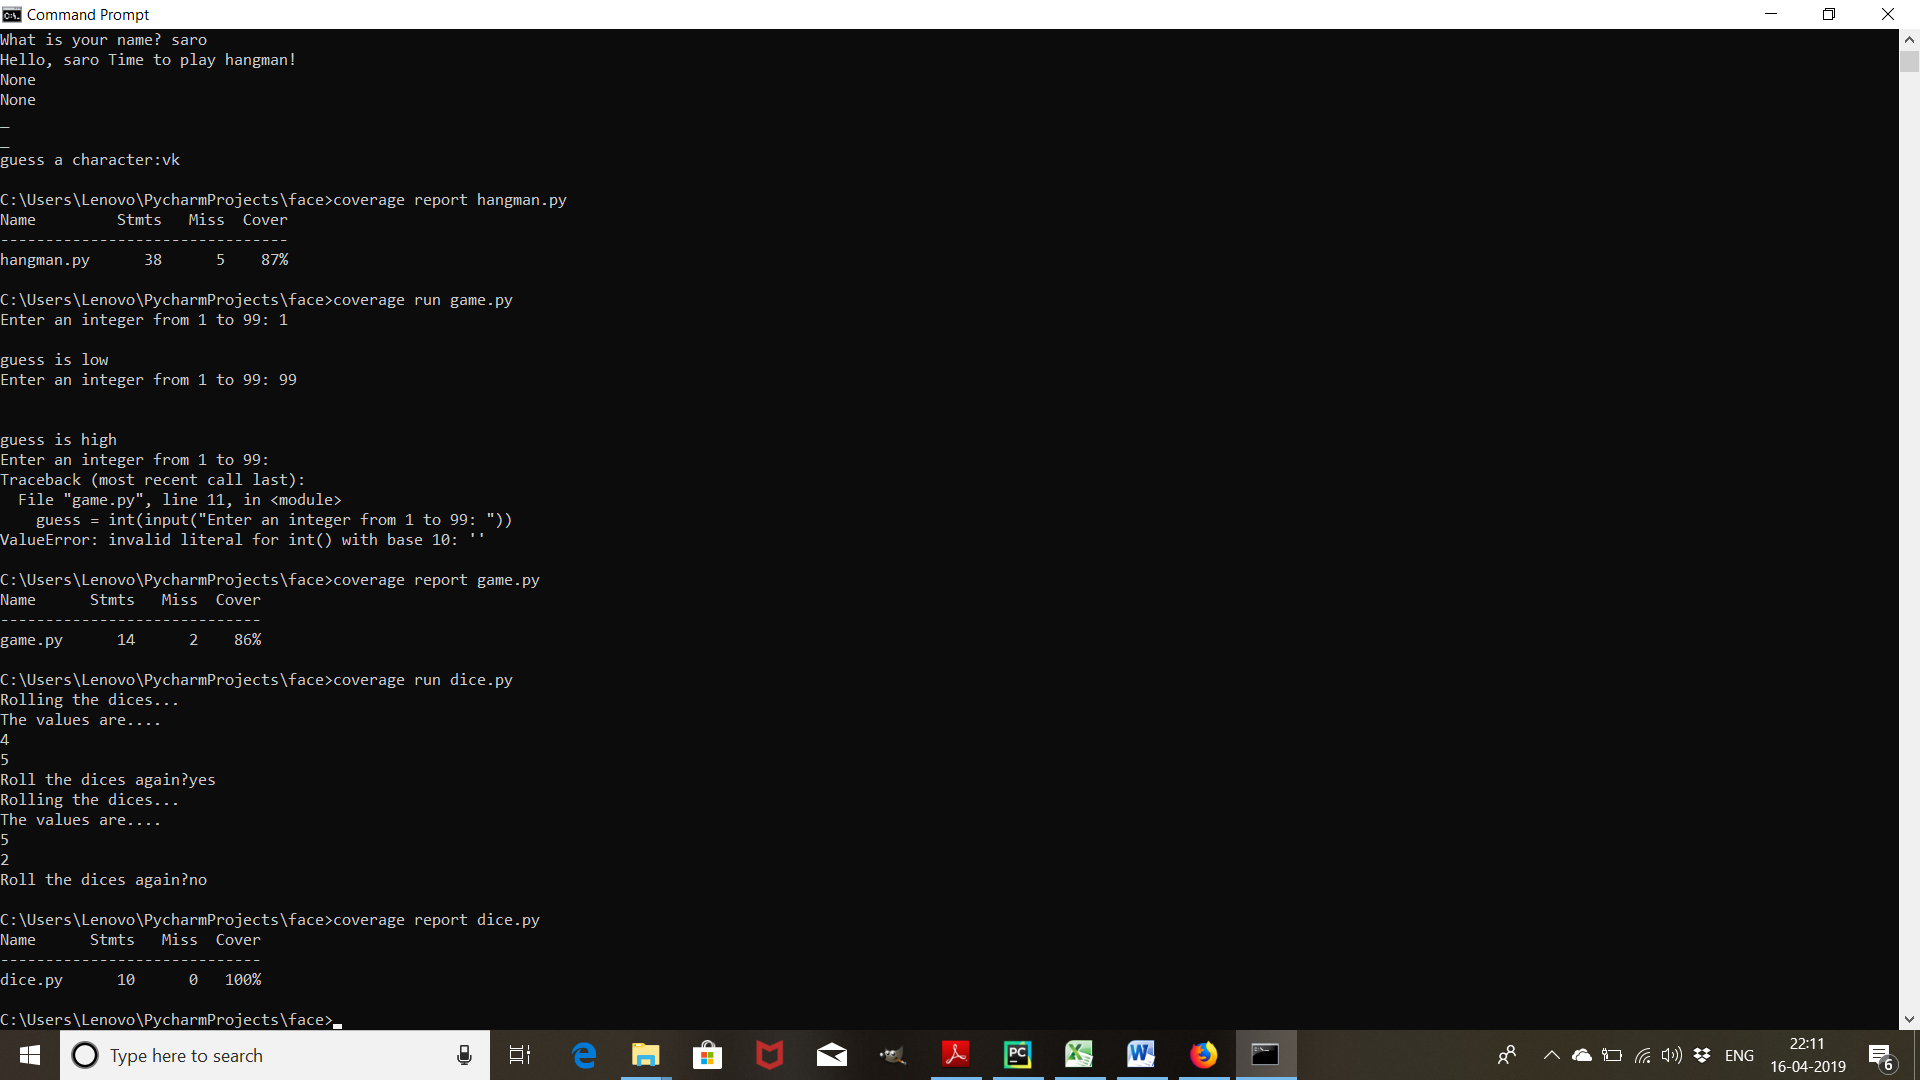 Command Prompt
What is your name? saro
Hello, saro Time to play hangman!
None
None
_
_
guess a character:vk
C:\Users\Lenovo\PycharmProjects\face>coverage report hangman.py
Name         Stmts   Miss  Cover
--------------------------------
hangman.py      38      5    87%
C:\Users\Lenovo\PycharmProjects\face>coverage run game.py
Enter an integer from 1 to 99: 1
guess is low
Enter an integer from 1 to 99: 99
guess is high
Enter an integer from 1 to 99:
Traceback (most recent call last):
  File "game.py", line 11, in <module>
    guess = int(input("Enter an integer from 1 to 99: "))
ValueError: invalid literal for int() with base 10: ''
C:\Users\Lenovo\PycharmProjects\face>coverage report game.py
Name      Stmts   Miss  Cover
-----------------------------
game.py      14      2    86%
C:\Users\Lenovo\PycharmProjects\face>coverage run dice.py
Rolling the dices...
The values are....
4
5
Roll the dices again?yes
Rolling the dices...
The values are....
5
2
Roll the dices again?no
C:\Users\Lenovo\PycharmProjects\face>coverage report dice.py
Name      Stmts   Miss  Cover
-----------------------------
dice.py      10      0   100%
C:\Users\Lenovo\PycharmProjects\face>
Type here to search
ENG
22:11
16-04-2019
6